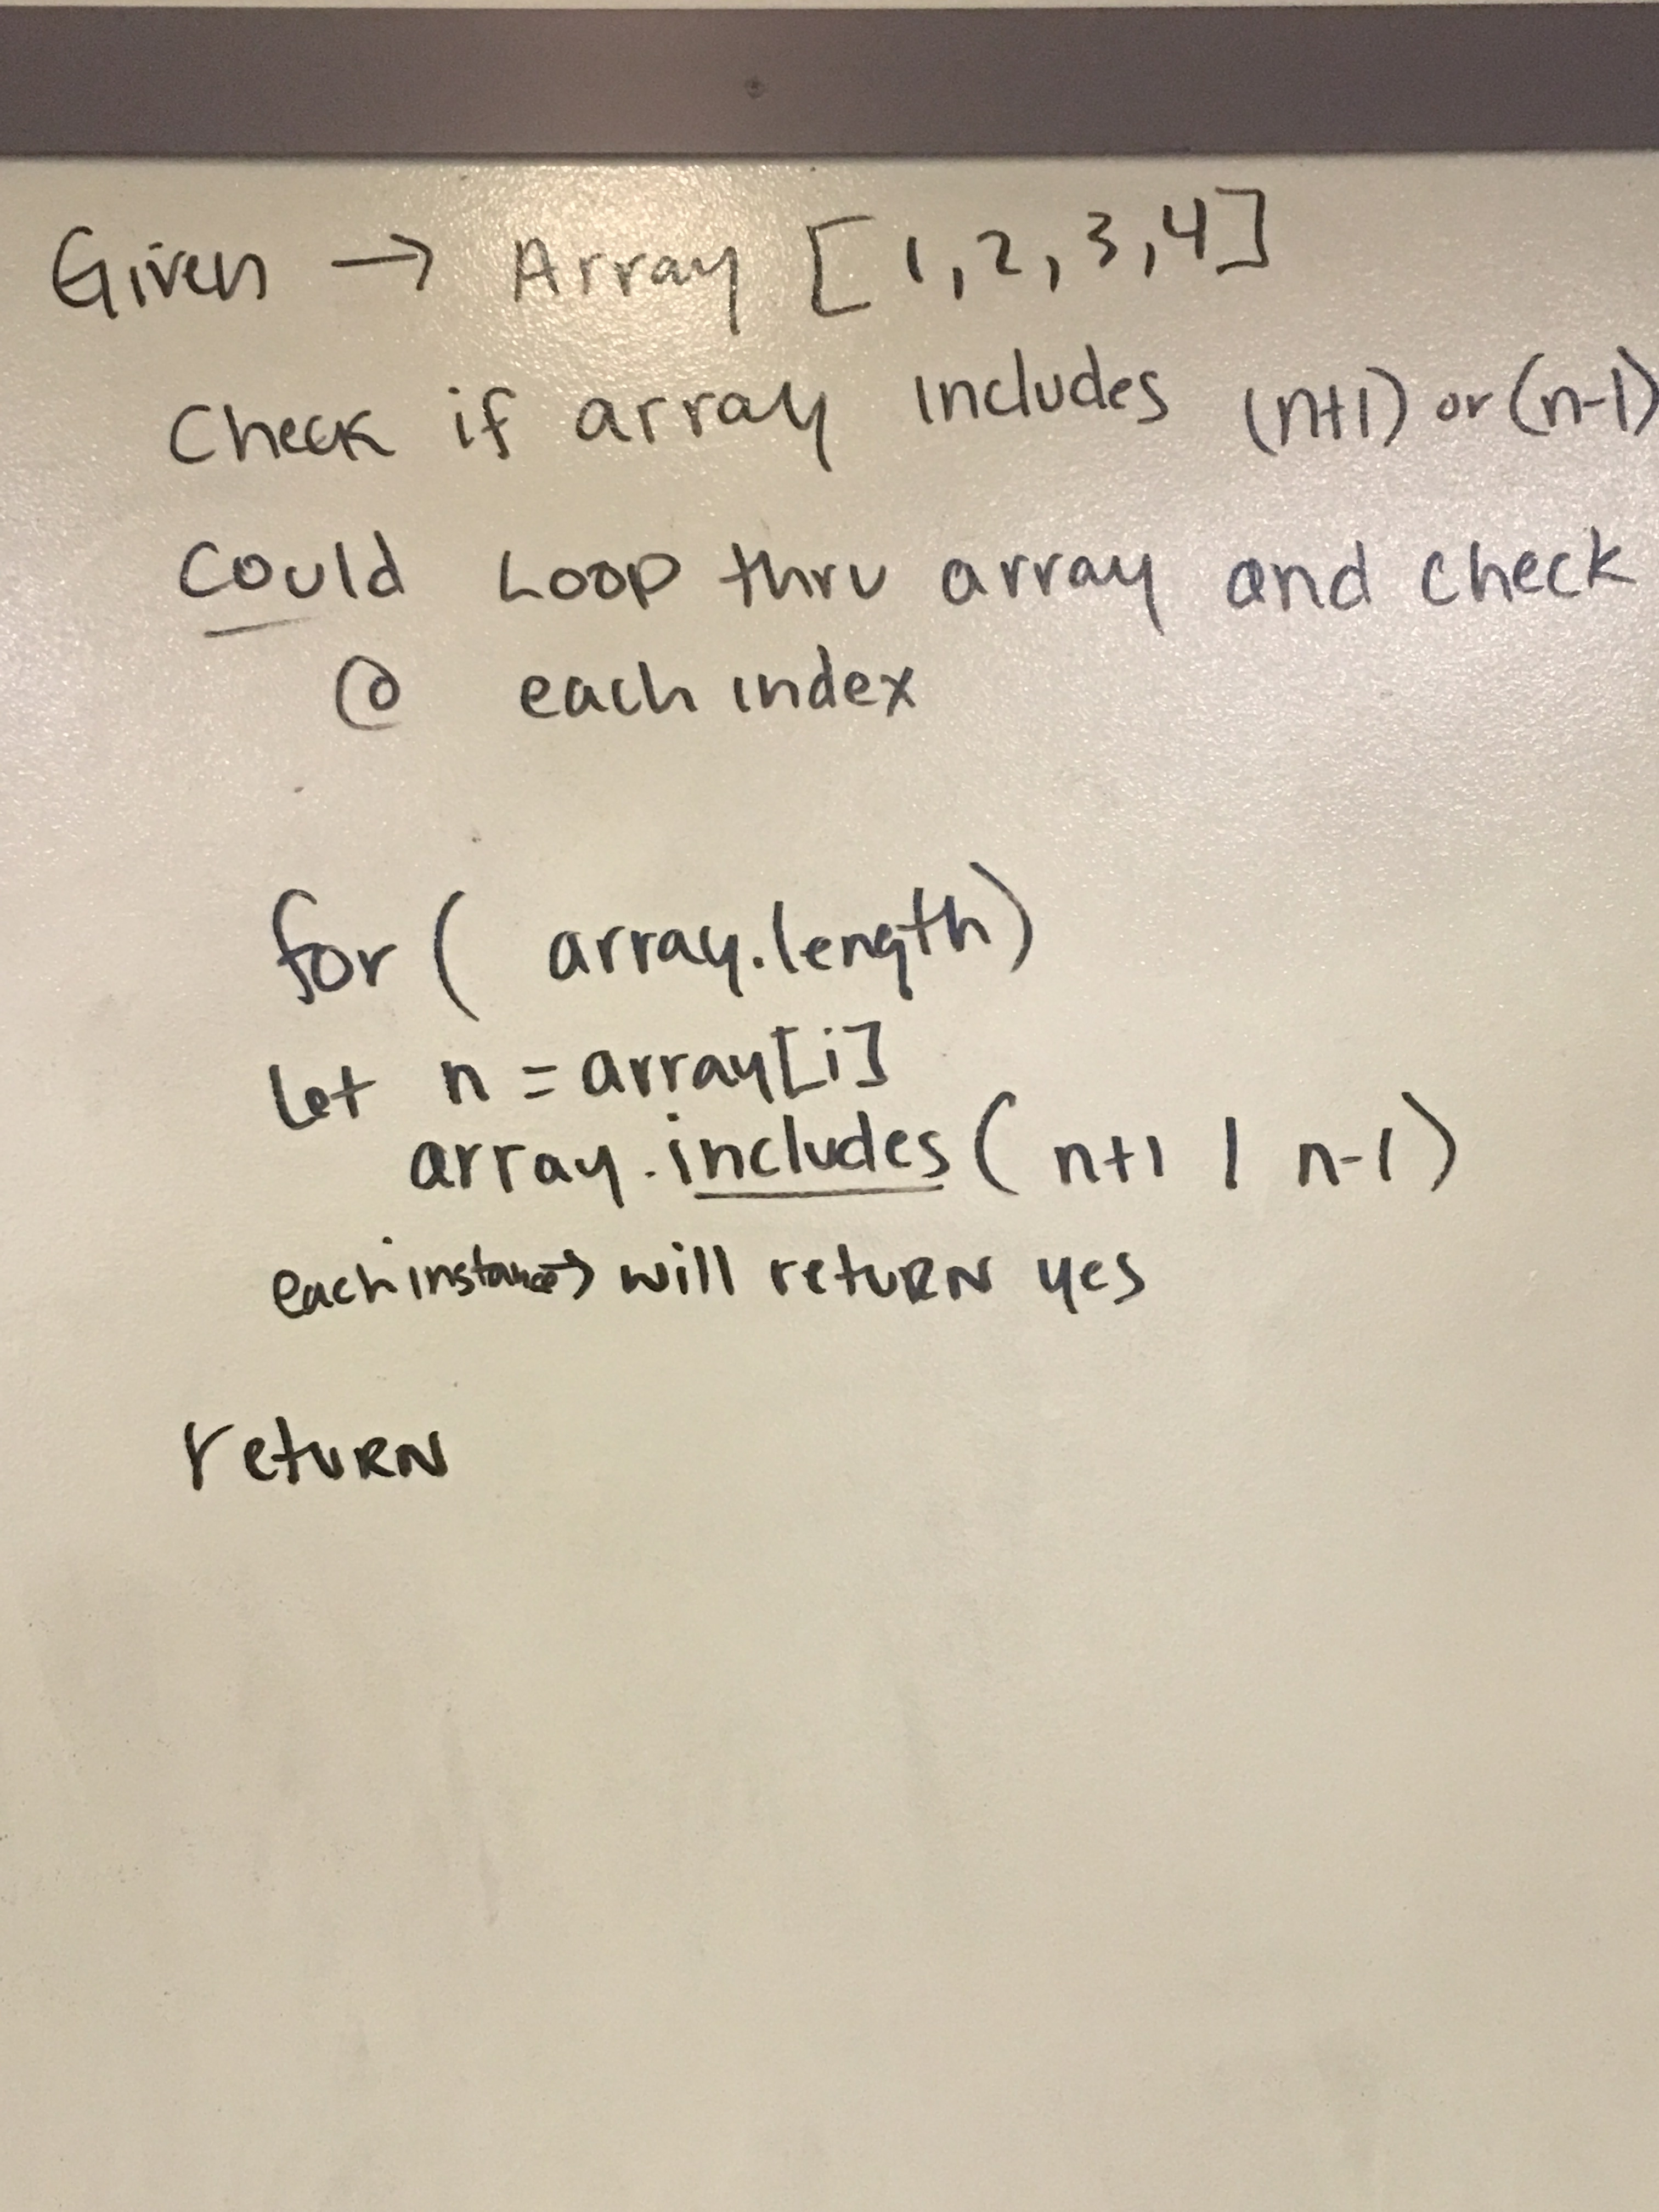 Given → Array [1,2,3,4]
Check if array includes (n+1) or (n-1)
Could Loop thru array and check
@ each index
for ( array.length)
let n = array[i]
array.includes ( n+1 | n-1 )
each instance → will return yes
return